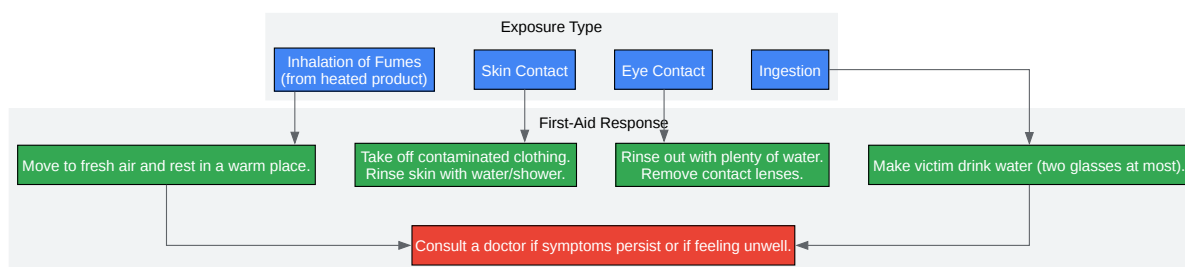 Exposure Type
Inhalation of Fumes
(from heated product)
Skin Contact
Eye Contact
Ingestion
First-Aid Response
Move to fresh air and rest in a warm place.
Take off contaminated clothing.
Rinse skin with water/shower.
Rinse out with plenty of water.
Remove contact lenses.
Make victim drink water (two glasses at most).
Consult a doctor if symptoms persist or if feeling unwell.